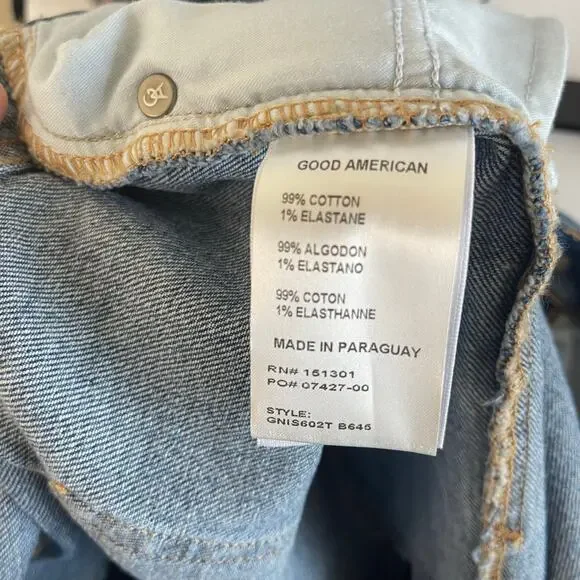 GOOD AMERICAN
99% COTTON
1% ELASTANE
99% ALGODON
1% ELASTANO
99% COTON
1% ELASTHANNE
MADE IN PARAGUAY
RN# 151301
PO# 07427-00
STYLE:
GNIS602T B645